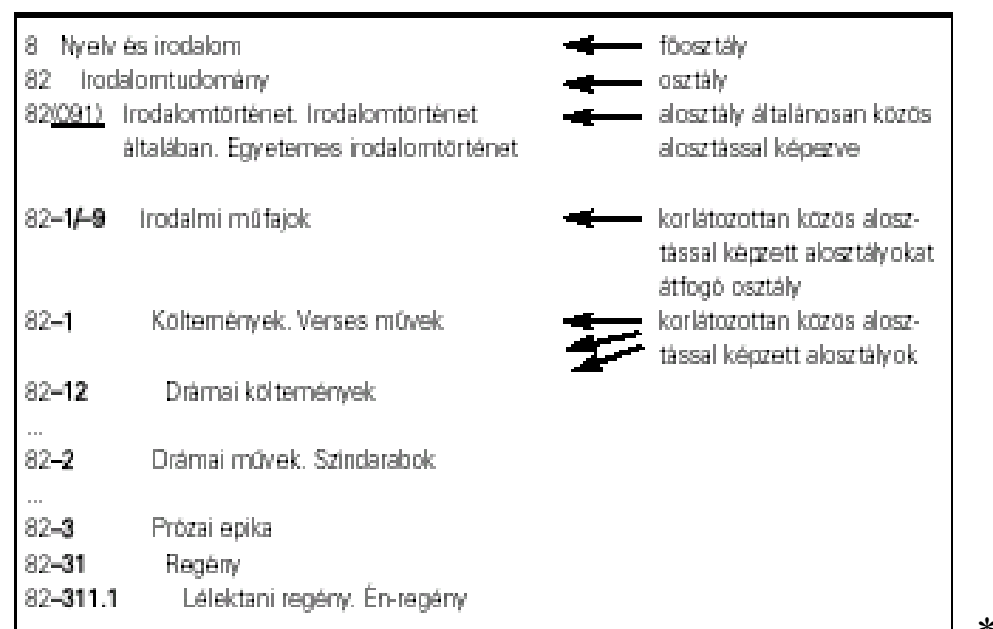 8 Nyelv és irodalom főosztály
82 Irodalomtudomány osztály
82(091) Irodalomtörténet. Irodalomtörténet alosztály általánosan közös
általában. Egyetemes irodalomtörténet alosztással képezve
82–1/–9 Irodalmi műfajok korlátozottan közös alosz-
tással képzett alosztályokat
átfogó osztály
82–1 Költemények. Verses művek korlátozottan közös alosz-
tással képzett alosztályok
82–12 Drámai költemények
...
82–2 Drámai művek. Színdarabok
...
82–3 Prózai epika
82–31 Regény
82–311.1 Lélektani regény. Én-regény
*